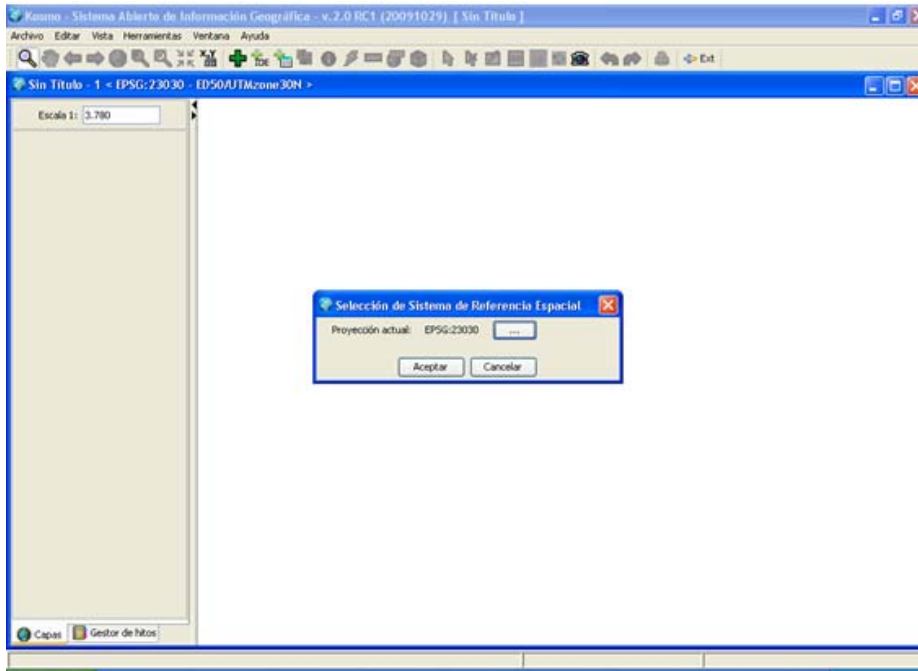 Kosmo - Sistema Abierto de Información Geográfica - v.2.0 RC1 (20091029) [ Sin Título ]
Archivo Editar Vista Herramientas Ventana Ayuda
TOC Ext
Sin Título - 1 < EPSG:23030 - ED50/UTMzone30N >
Escala 1: 3.780
Selección de Sistema de Referencia Espacial
Proyección actual: EPSG:23030 ...
Aceptar Cancelar
Capas Gestor de hitos